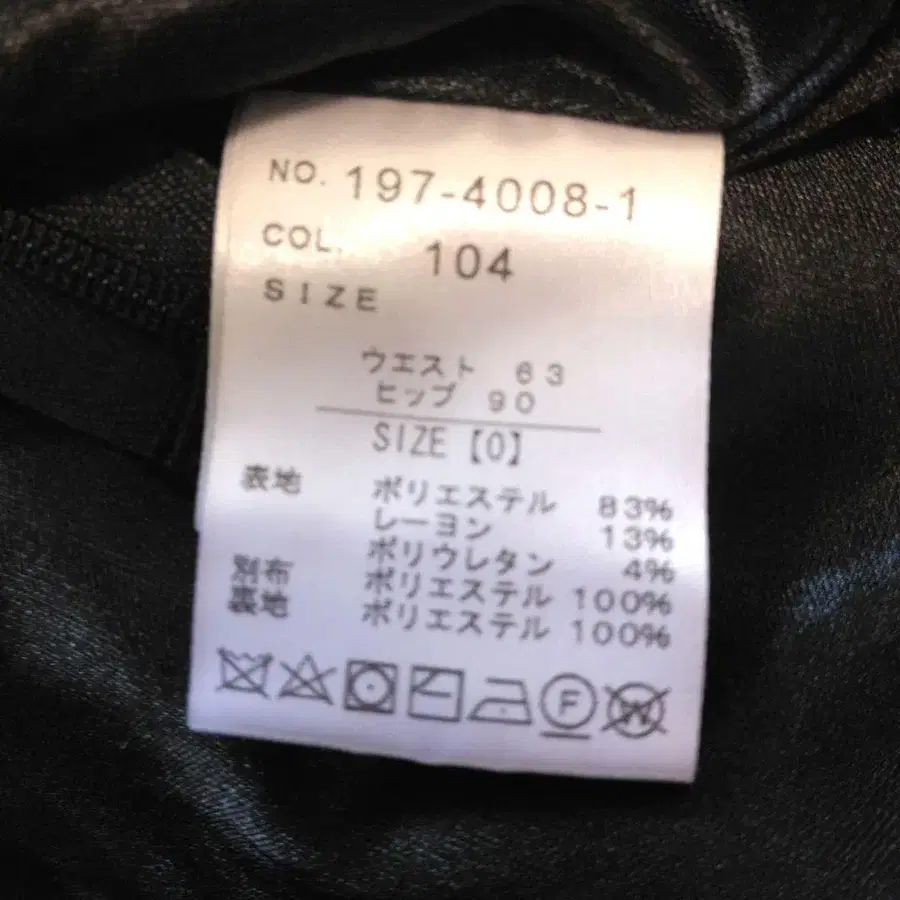 NO. 197-4008-1
COL. 104
SIZE
ウエスト 63
ヒップ 90
SIZE【0】
表地 ポリエステル 83%
レーヨン 13%
ポリウレタン 4%
別布 ポリエステル 100%
裏地 ポリエステル 100%
F W